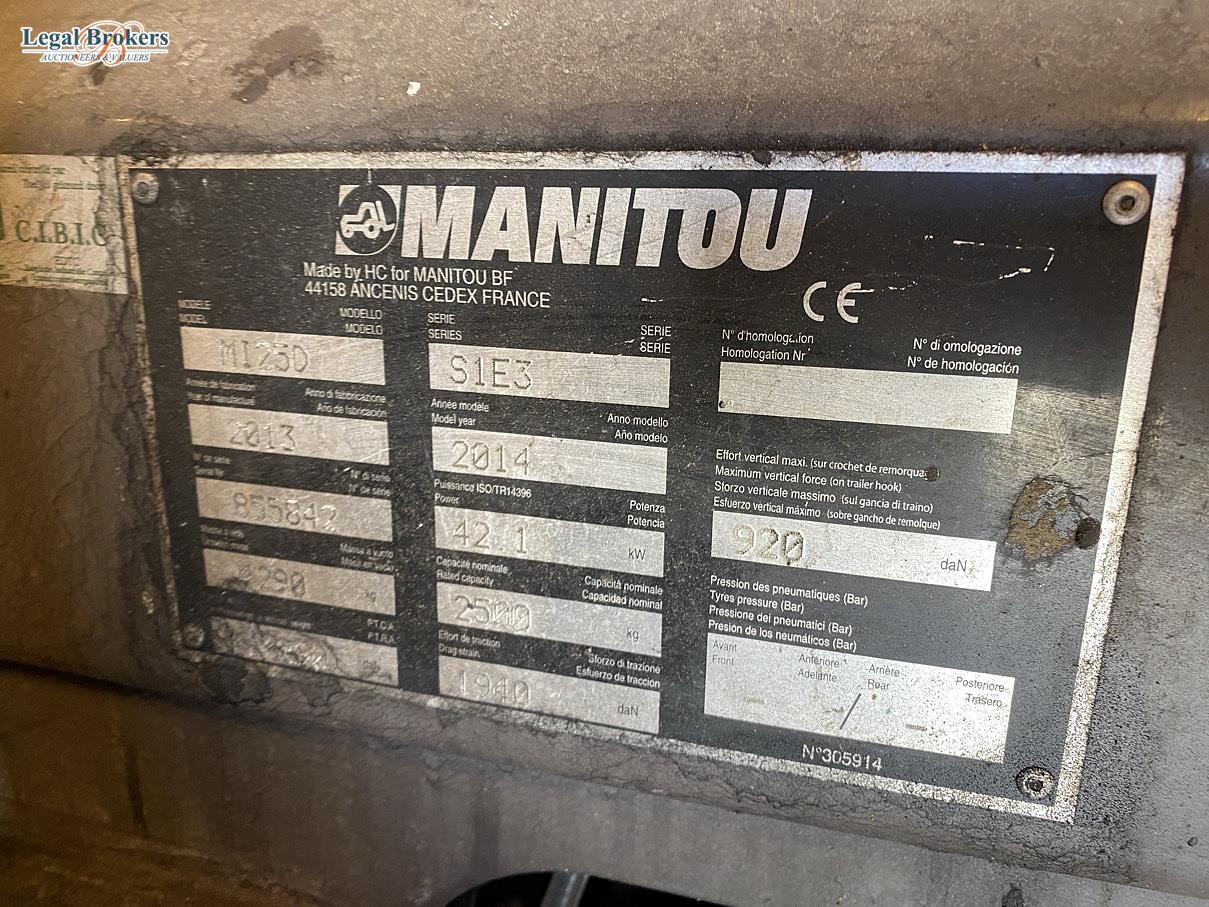 Legal Brokers
AUCTIONEERS & VALUERS
C.I.B.I.C
MANITOU
Made by HC for MANITOU BF
44158 ANCENIS CEDEX FRANCE
CE
MODELE MODELLO
MODEL MODELO
MI25D
Année de fabrication Anno di fabbricazione
Year of manufacture Año de fabricación
2013
N° de série N° di serie
Serial Nr N° de serie
855842
Massa a vuoto
Masa en vacio
290 kg
P.T.C.A
P.T.R.A
SERIE SERIE
SERIES SERIE
S1E3
Année modèle Anno modello
Model year Año modelo
2014
Puissance ISO/TR14396 Potenza
Power Potencia
42.1 kW
Capacité nominale Capacità nominale
Rated capacity Capacidad nominal
2500 kg
Effort de traction Sforzo di trazione
Drag strain Esfuerzo de traccion
1940 daN
N° d'homologation N° di omologazione
Homologation Nr N° de homologación
Effort vertical maxi. (sur crochet de remorquage)
Maximum vertical force (on trailer hook)
Sforzo verticale massimo (sul gancia di traino)
Esfuerzo vertical máximo (sobre gancho de remolque)
920 daN
Pression des pneumatiques (Bar)
Tyres pressure (Bar)
Pressione dei pneumatici (Bar)
Presión de los neumáticos (Bar)
Avant Anteriore Arrière Posteriore
Front Adelante Rear Trasero
- / -
N°305914